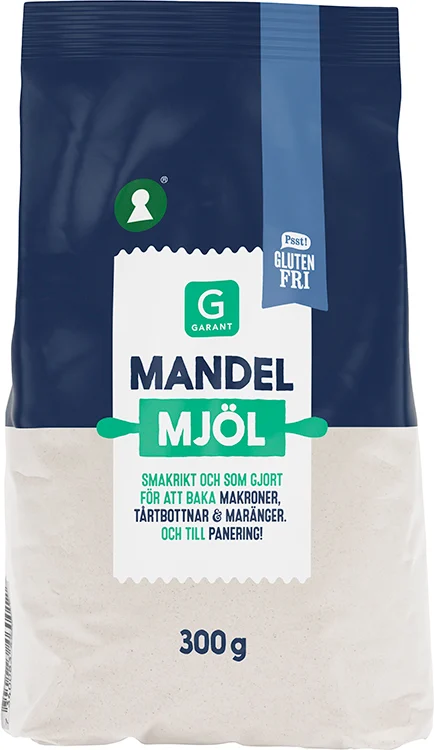 ®
Psst!
GLUTEN
FRI
G
GARANT
MANDEL
MJÖL
SMAKRIKT OCH SOM GJORT
FÖR ATT BAKA MAKRONER,
TÅRTBOTTNAR & MARÄNGER.
OCH TILL PANERING!
300 g